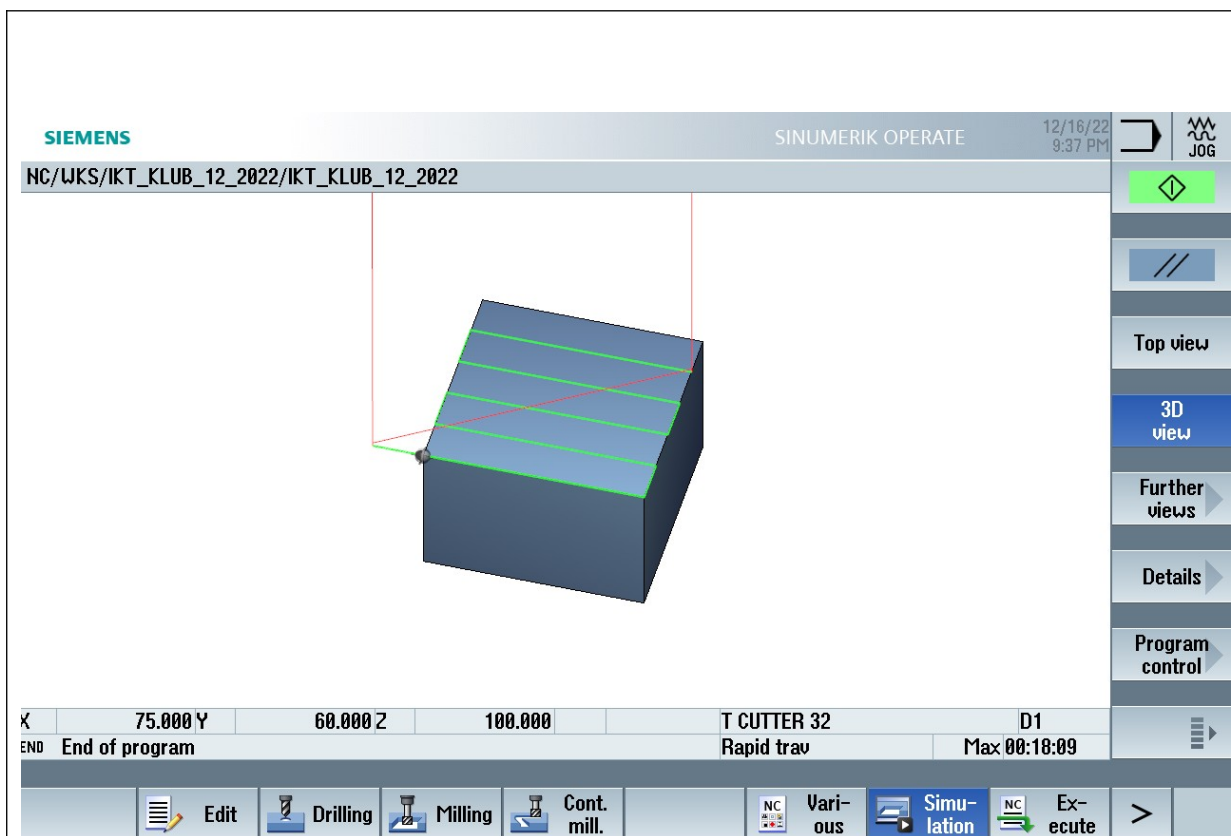 SIEMENS
SINUMERIK OPERATE
12/16/22
9:37 PM
JOG
NC/WKS/IKT_KLUB_12_2022/IKT_KLUB_12_2022
Top view
3D
view
Further
views
Details
Program
control
X 75.000 Y 60.000 Z 100.000 T CUTTER 32 D1
END End of program Rapid trav Max 00:18:09
Edit
Drilling
Milling
Cont.
mill.
NC
Vari-
ous
Simu-
lation
NC
Ex-
ecute
>